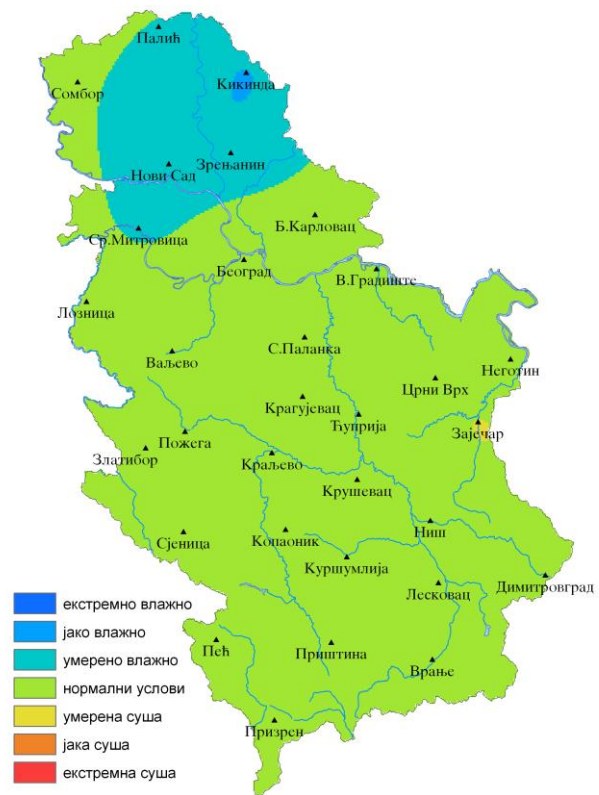 Палић
Кикинда
Сомбор
Зрењанин
Нови Сад
Б.Карловац
Ср.Митровица
Београд
В.Градиште
Лозница
С.Паланка
Ваљево
Неготин
Црни Врх
Крагујевац
Ћуприја
Зајечар
Пожега
Златибор
Краљево
Крушевац
Ниш
Сјеница
Копаоник
Куршумлија
Димитровград
Лесковац
екстремно влажно
јако влажно
умерено влажно
нормални услови
умерена суша
јака суша
екстремна суша
Пећ
Приштина
Врање
Призрен